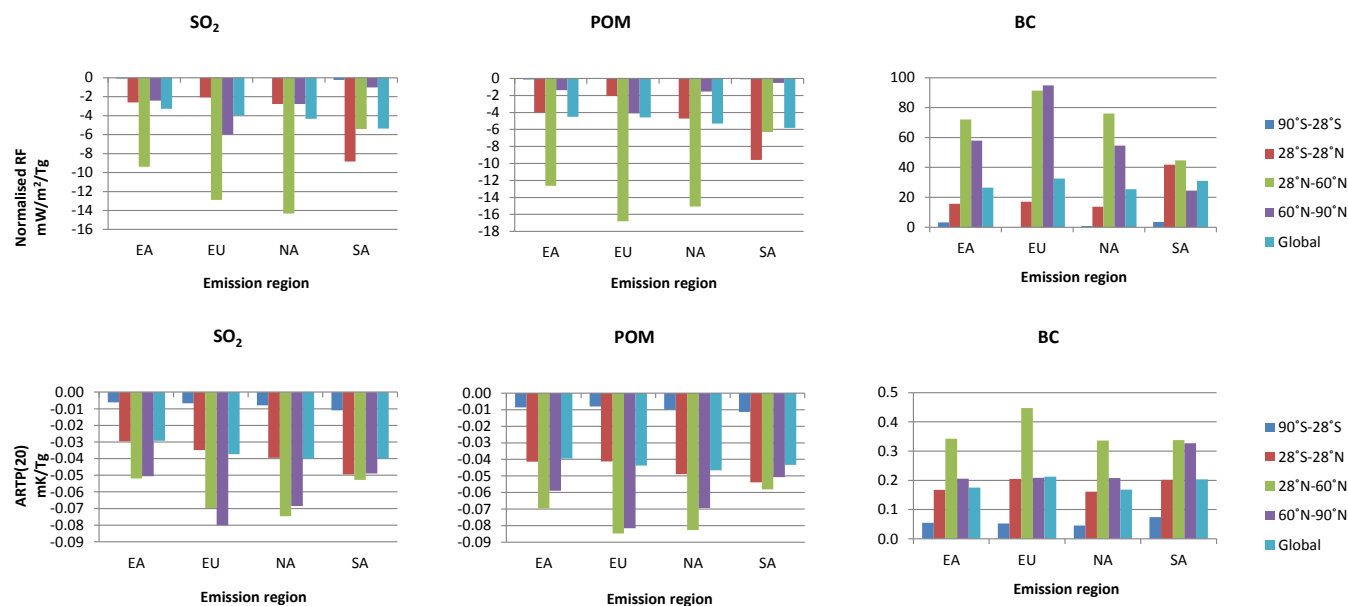 SO2
POM
BC
Normalised RF
mW/m²/Tg
0
-2
-4
-6
-8
-10
-12
-14
-16
EA EU NA SA
Emission region
0
-2
-4
-6
-8
-10
-12
-14
-16
-18
EA EU NA SA
Emission region
100
80
60
40
20
0
EA EU NA SA
Emission region
90˚S-28˚S
28˚S-28˚N
28˚N-60˚N
60˚N-90˚N
Global
SO2
POM
BC
ARTP(20)
mK/Tg
0.00
-0.01
-0.02
-0.03
-0.04
-0.05
-0.06
-0.07
-0.08
-0.09
EA EU NA SA
Emission region
0.00
-0.01
-0.02
-0.03
-0.04
-0.05
-0.06
-0.07
-0.08
-0.09
EA EU NA SA
Emission region
0.5
0.4
0.3
0.2
0.1
0.0
EA EU NA SA
Emission region
90˚S-28˚S
28˚S-28˚N
28˚N-60˚N
60˚N-90˚N
Global